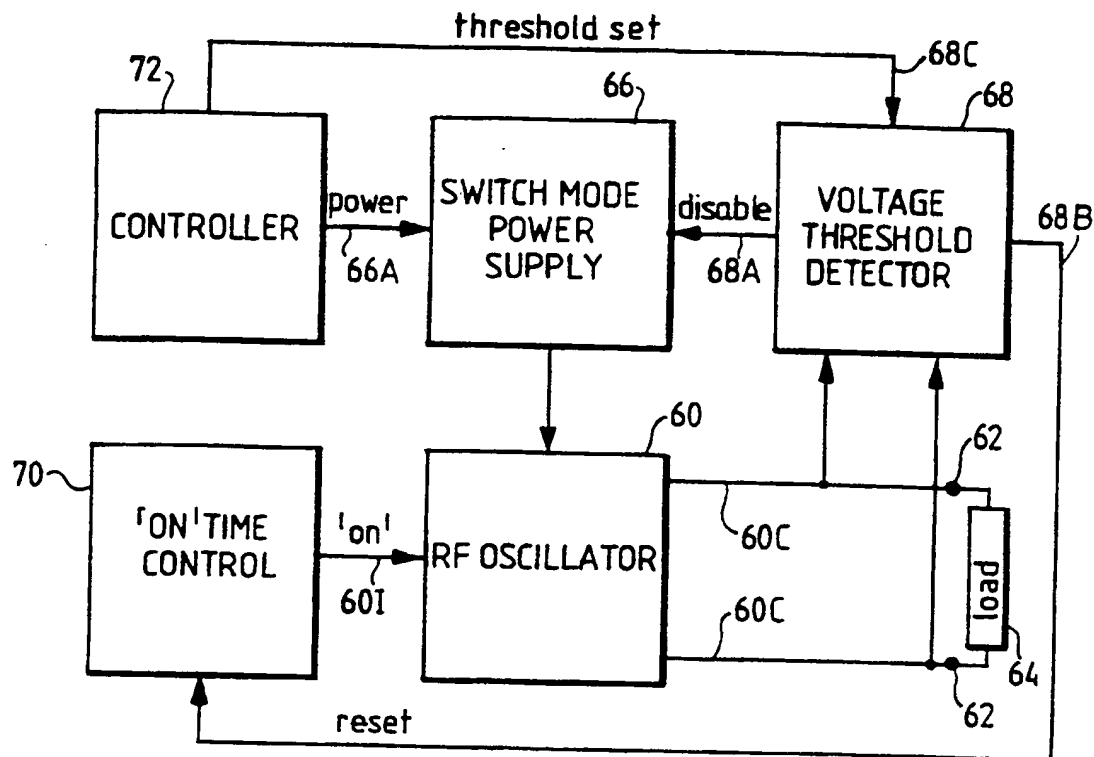 threshold set
68C
72
66
68
CONTROLLER
power
66A
SWITCH MODE
POWER
SUPPLY
disable
68A
VOLTAGE
THRESHOLD
DETECTOR
68B
60
62
70
'ON' TIME
CONTROL
'on'
60I
RF OSCILLATOR
60C
load
60C
64
62
reset